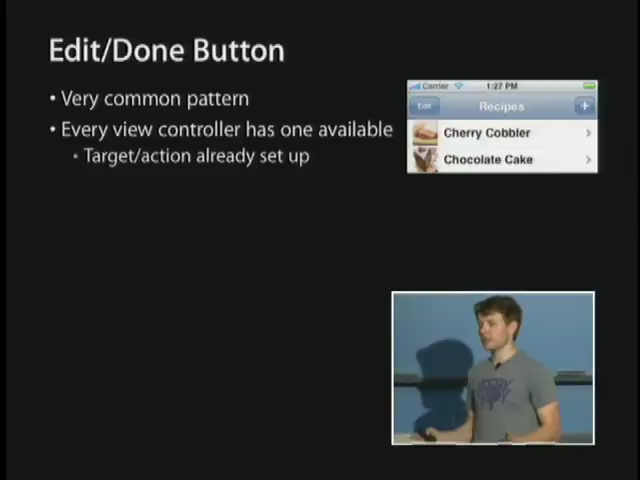 Edit/Done Button
• Very common pattern
• Every view controller has one available
• Target/action already set up
Carrier 1:27 PM
Edit Recipes +
Cherry Cobbler
Chocolate Cake